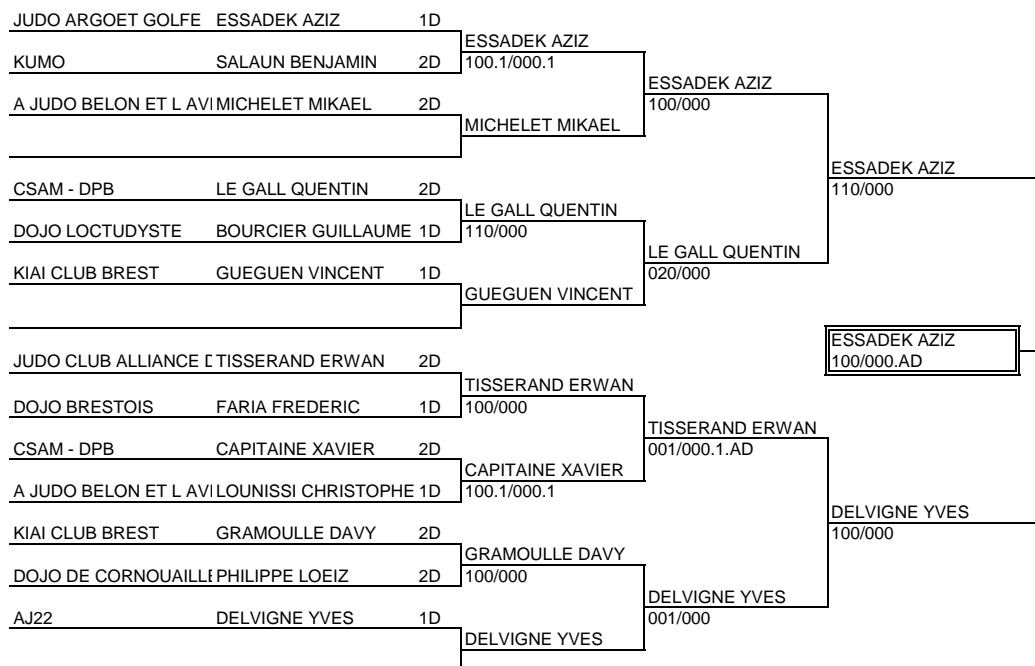 JUDO ARGOET GOLFE ESSADEK AZIZ 1D
ESSADEK AZIZ
KUMO SALAUN BENJAMIN 2D
100.1/000.1
ESSADEK AZIZ
A JUDO BELON ET L AVI MICHELET MIKAEL 2D
100/000
MICHELET MIKAEL
ESSADEK AZIZ
CSAM - DPB LE GALL QUENTIN 2D
110/000
LE GALL QUENTIN
DOJO LOCTUDYSTE BOURCIER GUILLAUME 1D
110/000
LE GALL QUENTIN
KIAI CLUB BREST GUEGUEN VINCENT 1D
020/000
GUEGUEN VINCENT
ESSADEK AZIZ
100/000.AD
JUDO CLUB ALLIANCE D TISSERAND ERWAN 2D
TISSERAND ERWAN
DOJO BRESTOIS FARIA FREDERIC 1D
100/000
TISSERAND ERWAN
CSAM - DPB CAPITAINE XAVIER 2D
001/000.1.AD
CAPITAINE XAVIER
A JUDO BELON ET L AVI LOUNISSI CHRISTOPHE 1D
100.1/000.1
DELVIGNE YVES
KIAI CLUB BREST GRAMOULLE DAVY 2D
100/000
GRAMOULLE DAVY
DOJO DE CORNOUAILLE PHILIPPE LOEIZ 2D
100/000
DELVIGNE YVES
AJ22 DELVIGNE YVES 1D
001/000
DELVIGNE YVES